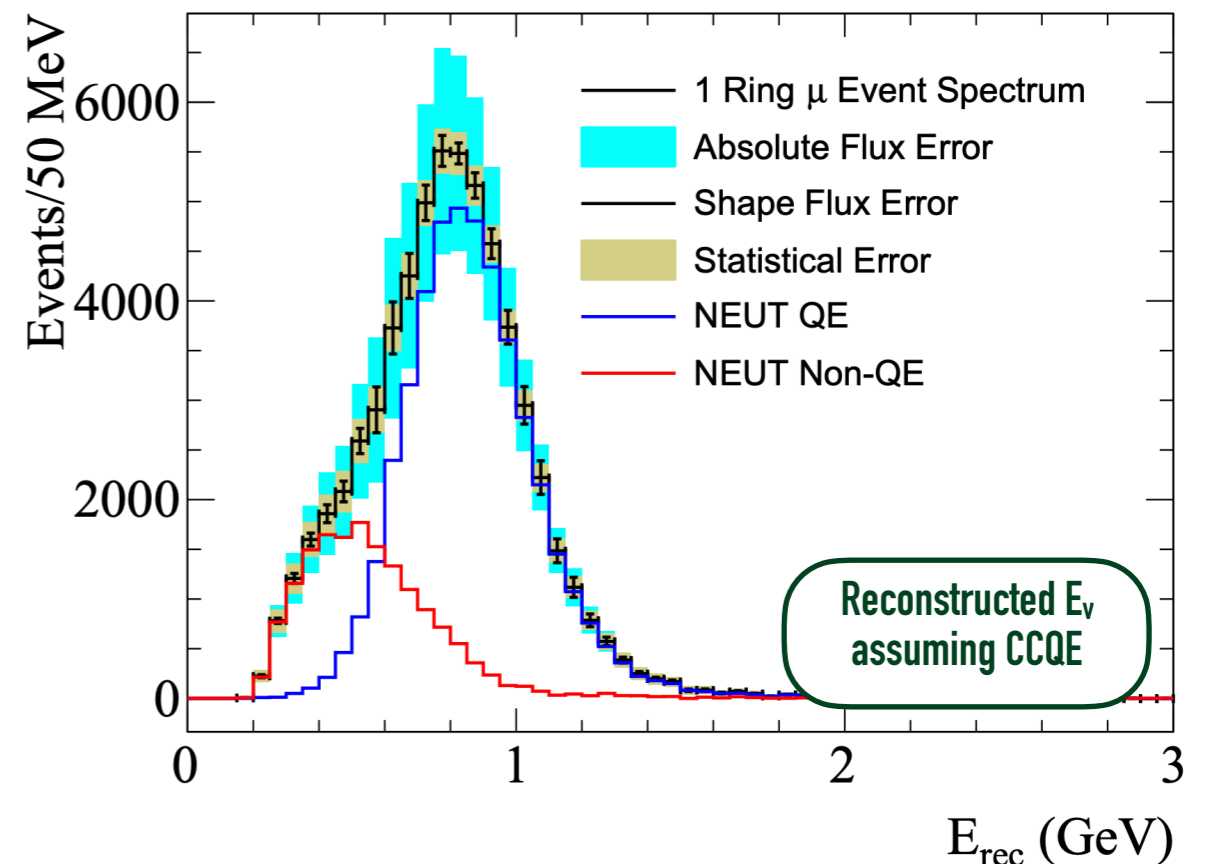 Events/50 MeV
6000
4000
2000
0
1 Ring μ Event Spectrum
Absolute Flux Error
Shape Flux Error
Statistical Error
NEUT QE
NEUT Non-QE
Reconstructed Eν
assuming CCQE
0 1 2 3
Erec (GeV)